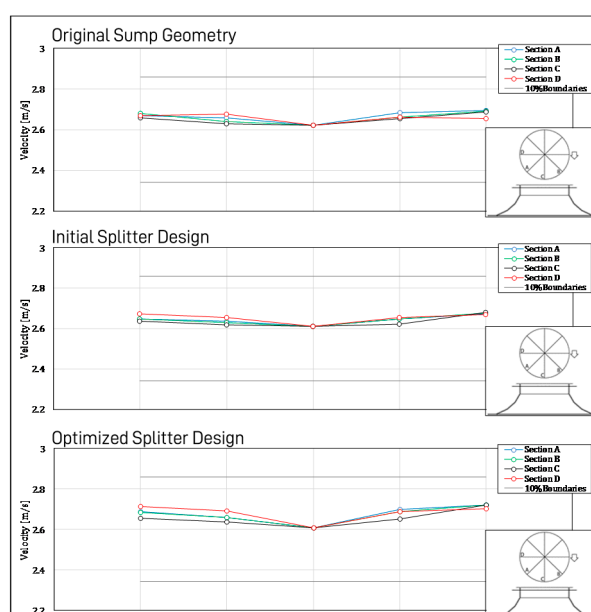 Original Sump Geometry
3
2.8
2.6
2.4
2.2
Velocity [m/s]
Section A
Section B
Section C
Section D
10% Boundaries
D
A
C
B
Initial Splitter Design
3
2.8
2.6
2.4
2.2
Velocity [m/s]
Section A
Section B
Section C
Section D
10% Boundaries
D
A
C
B
Optimized Splitter Design
3
2.8
2.6
2.4
2.2
Velocity [m/s]
Section A
Section B
Section C
Section D
10% Boundaries
D
A
C
B